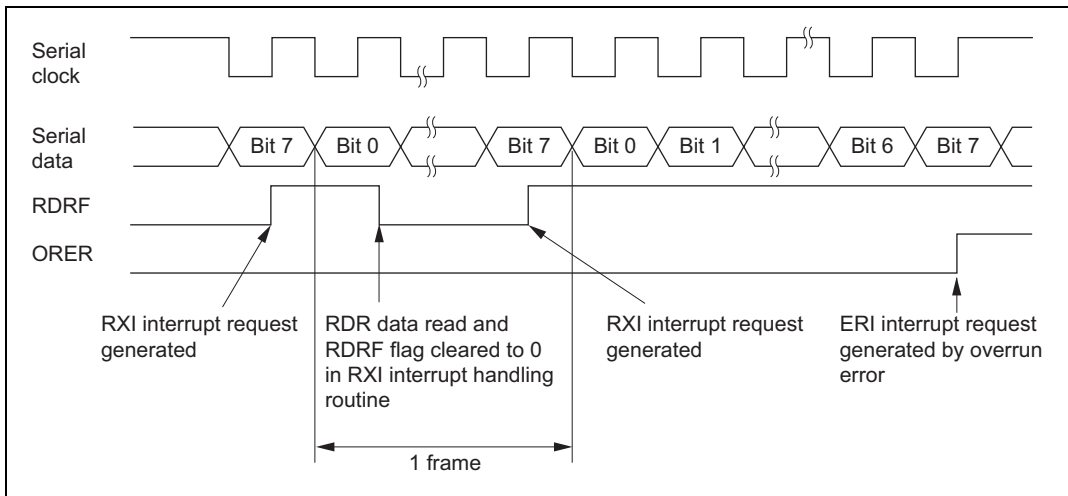 Serial
clock
Serial
data
Bit 7
Bit 0
Bit 7
Bit 0
Bit 1
Bit 6
Bit 7
RDRF
ORER
RXI interrupt request
generated
RDR data read and
RDRF flag cleared to 0
in RXI interrupt handling
routine
RXI interrupt request
generated
ERI interrupt request
generated by overrun
error
1 frame